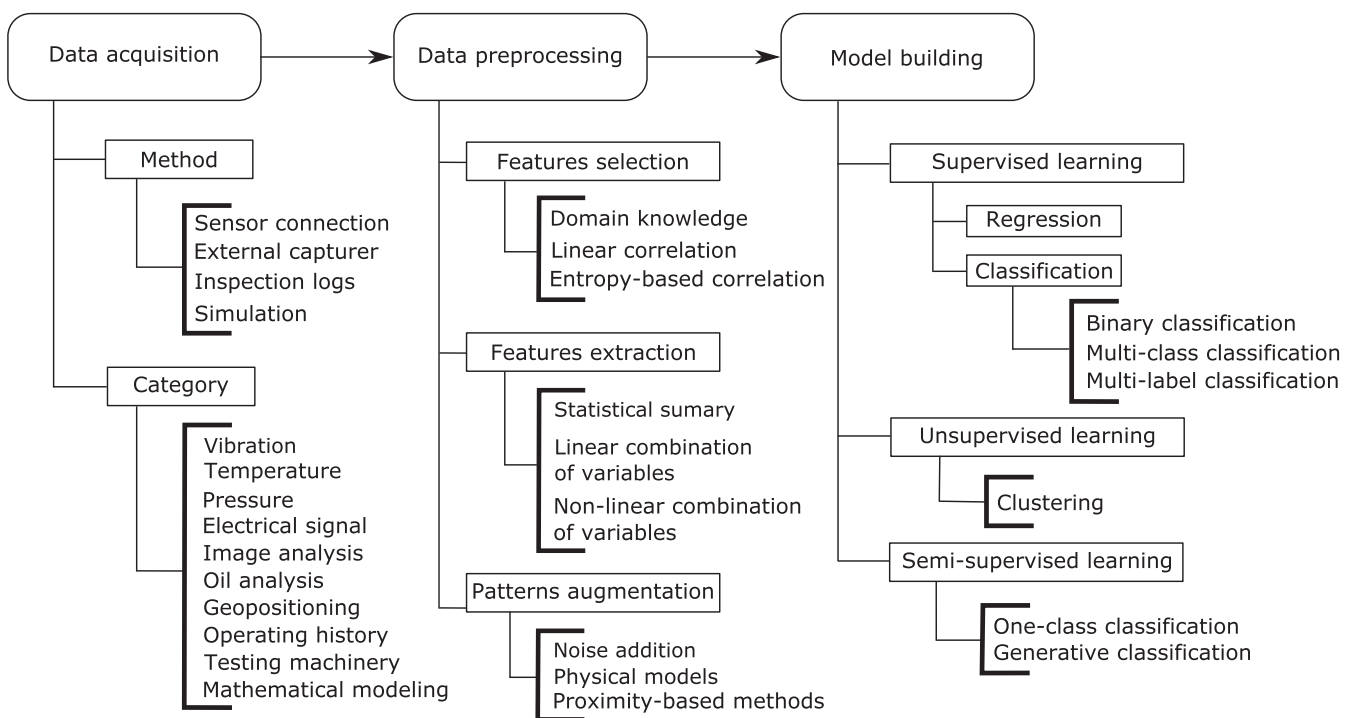 Data acquisition
Method
Sensor connection
External capturer
Inspection logs
Simulation
Category
Vibration
Temperature
Pressure
Electrical signal
Image analysis
Oil analysis
Geopositioning
Operating history
Testing machinery
Mathematical modeling
Data preprocessing
Features selection
Domain knowledge
Linear correlation
Entropy-based correlation
Features extraction
Statistical sumary
Linear combination
of variables
Non-linear combination
of variables
Patterns augmentation
Noise addition
Physical models
Proximity-based methods
Model building
Supervised learning
Regression
Classification
Binary classification
Multi-class classification
Multi-label classification
Unsupervised learning
Clustering
Semi-supervised learning
One-class classification
Generative classification